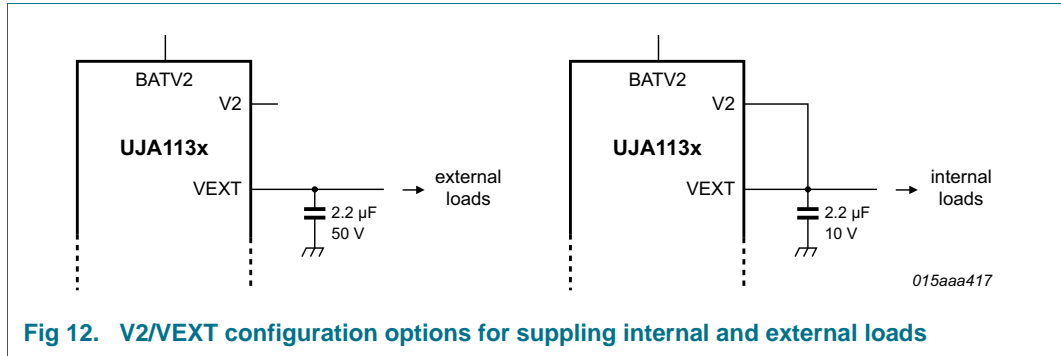 BATV2
V2
UJA113x
VEXT
external
loads
2.2 µF
50 V
BATV2
V2
UJA113x
VEXT
internal
loads
2.2 µF
10 V
015aaa417
Fig 12. V2/VEXT configuration options for suppling internal and external loads